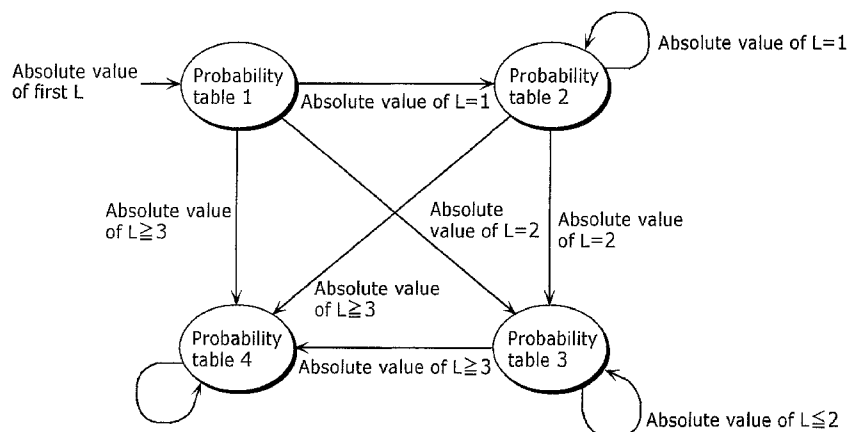 Absolute value
of first L
Probability
table 1
Absolute value of L=1
Probability
table 2
Absolute value of L=1
Absolute value
of L≧3
Absolute
value of L=2
Absolute value
of L=2
Absolute value
of L≧3
Probability
table 4
Absolute value of L≧3
Probability
table 3
Absolute value of L≦2